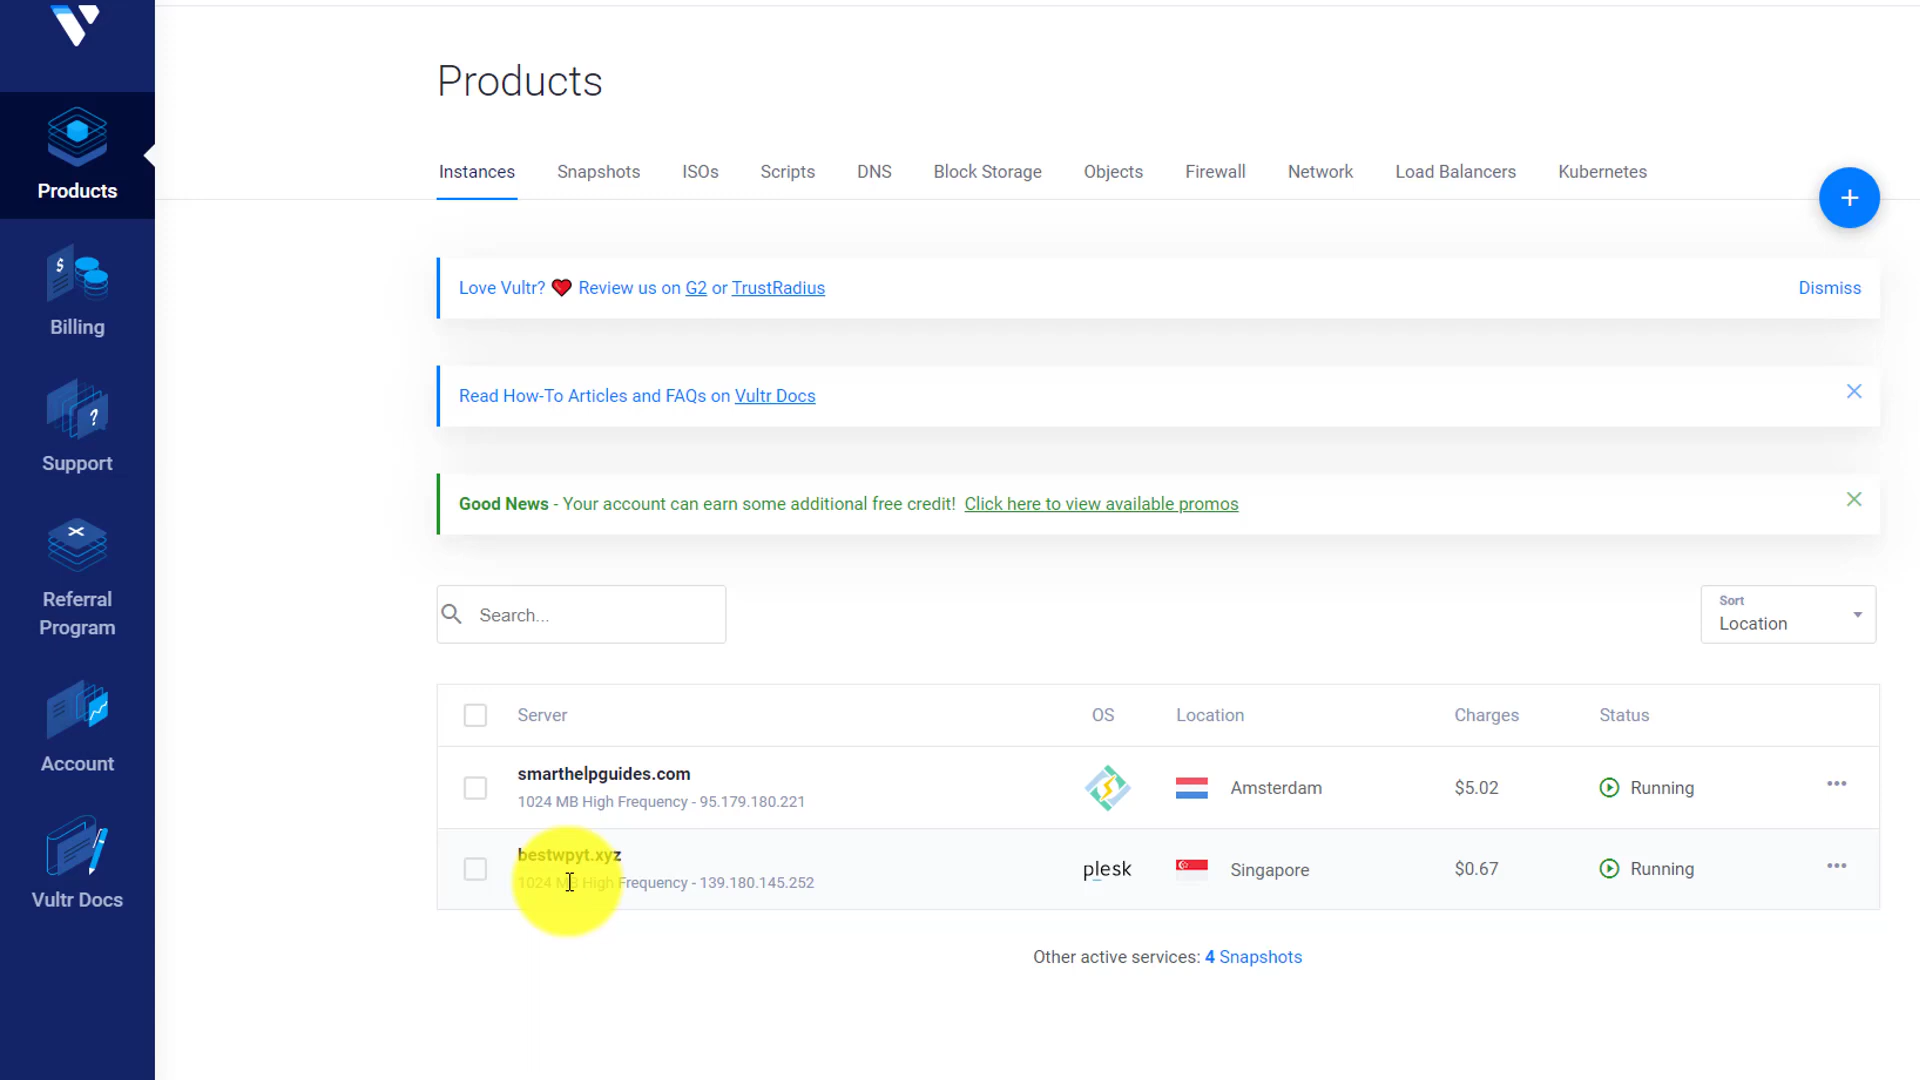 Products
Products
Billing
Support
Referral
Program
Account
Vultr Docs
Instances Snapshots ISOs Scripts DNS Block Storage Objects Firewall Network Load Balancers Kubernetes
+
Love Vultr? ❤ Review us on G2 or TrustRadius Dismiss
Read How-To Articles and FAQs on Vultr Docs
Good News - Your account can earn some additional free credit! Click here to view available promos
Search...
Sort
Location
Server OS Location Charges Status
smarthelpguides.com
1024 MB High Frequency - 95.179.180.221
Amsterdam $5.02 Running
bestwpyt.xyz
1024 MB High Frequency - 139.180.145.252
plesk Singapore $0.67 Running
Other active services: 4 Snapshots